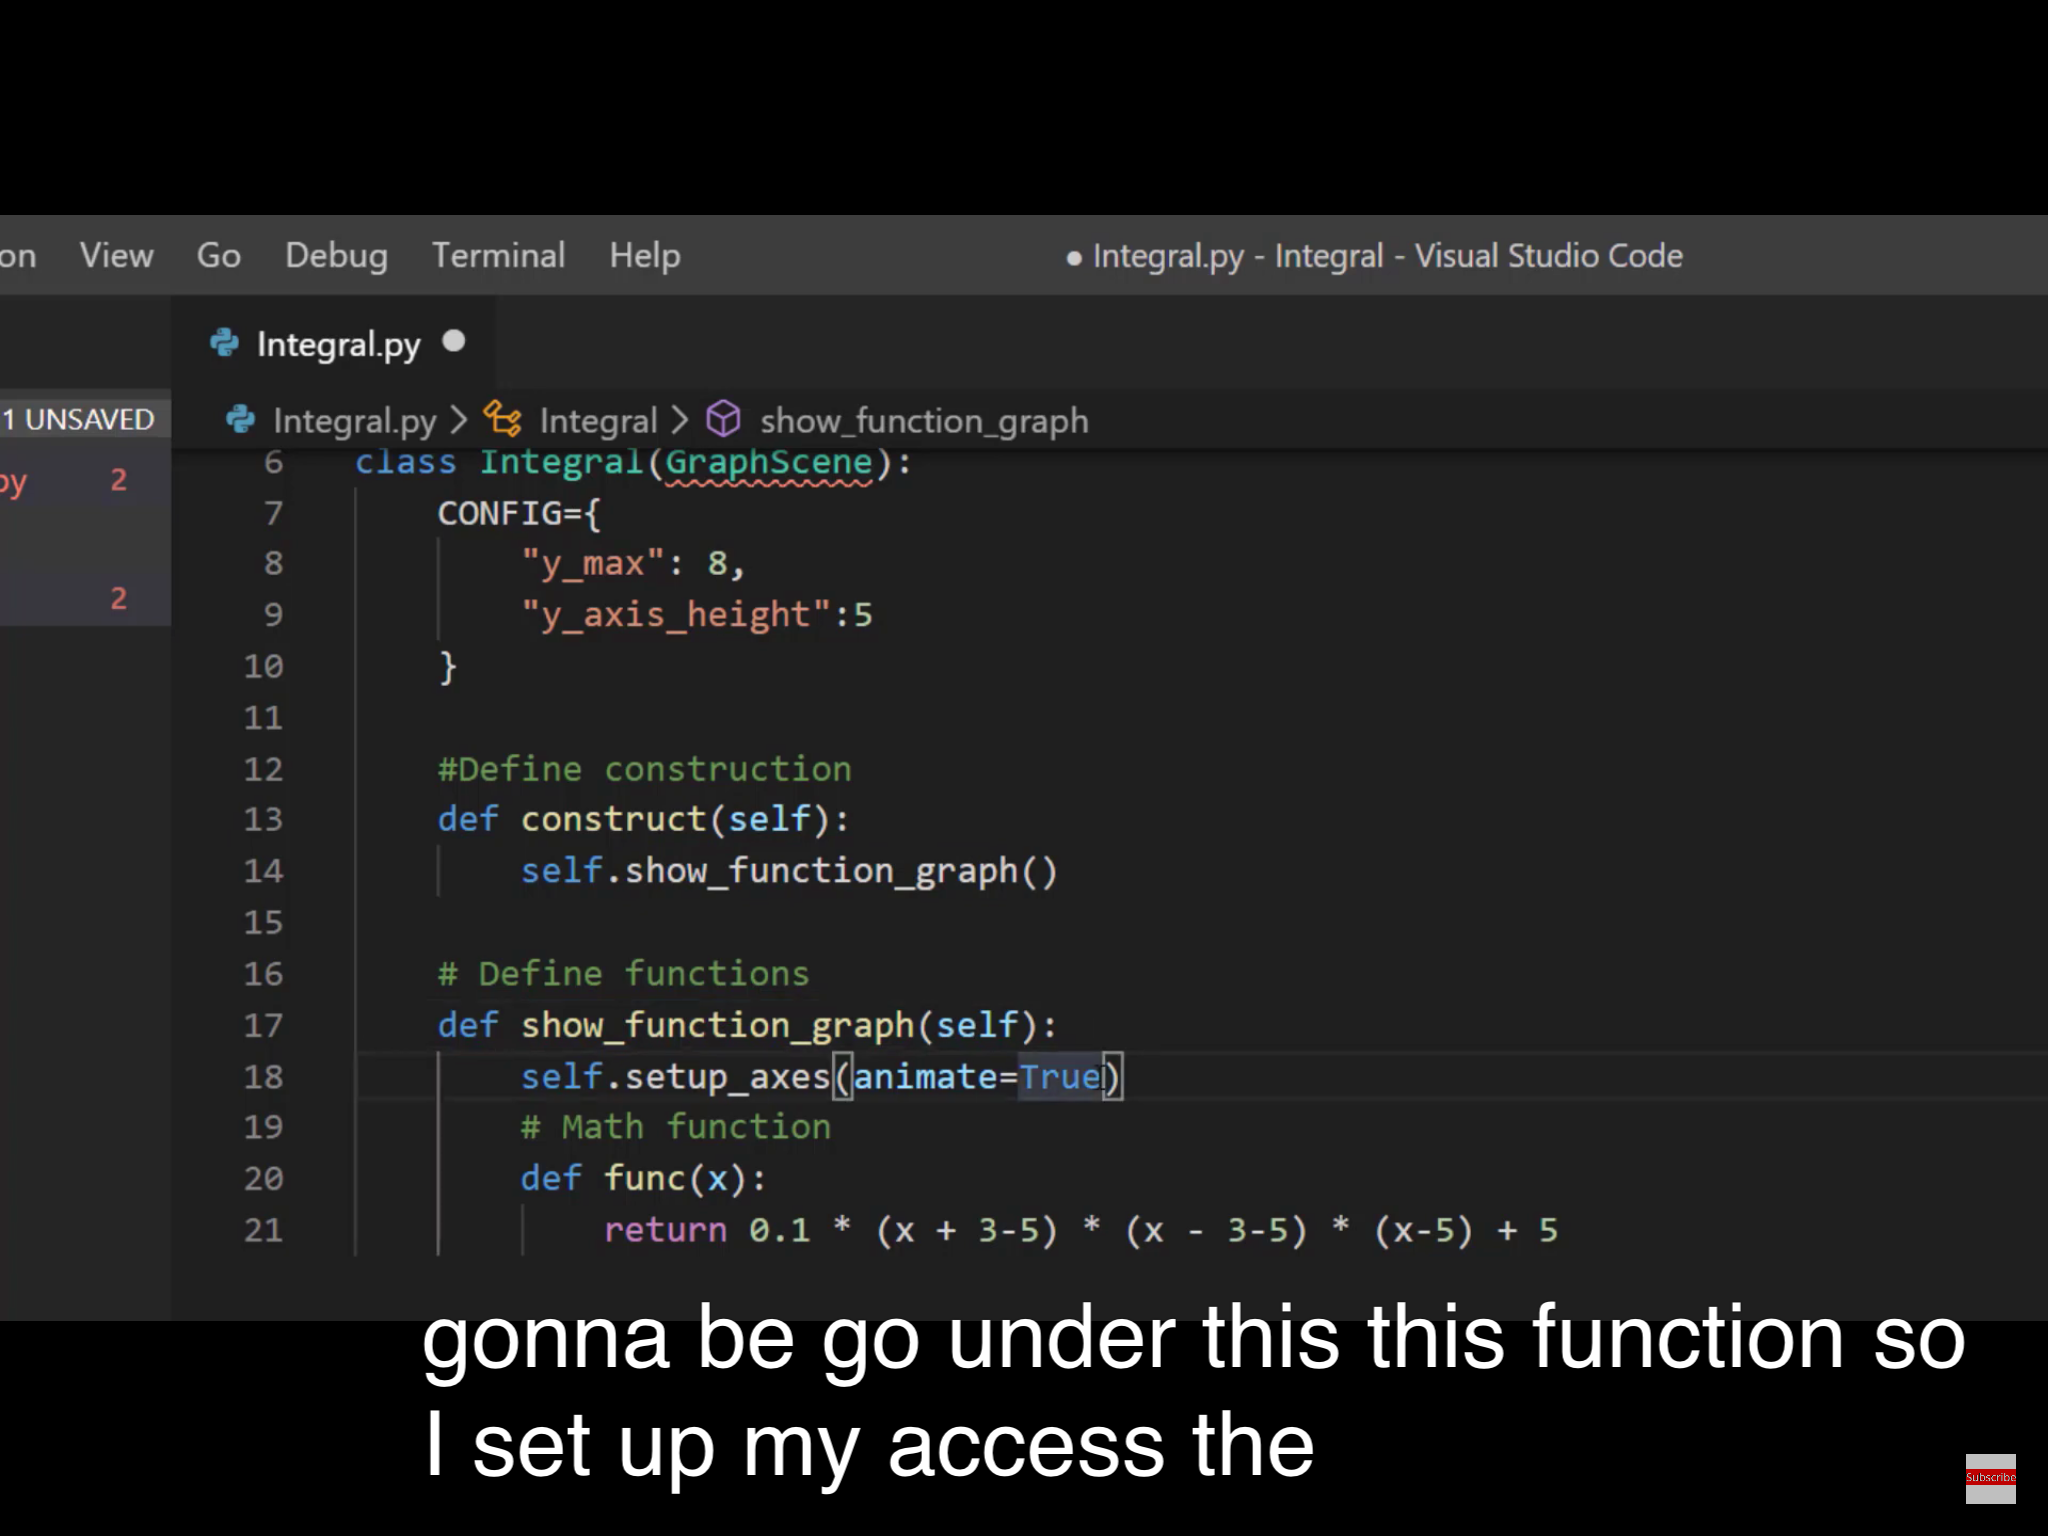 on View Go Debug Terminal Help ● Integral.py - Integral - Visual Studio Code
Integral.py ●
1 UNSAVED
Integral.py > Integral > show_function_graph
py 2
2
6 class Integral(GraphScene):
7 CONFIG={
8 "y_max": 8,
9 "y_axis_height":5
10 }
11
12 #Define construction
13 def construct(self):
14 self.show_function_graph()
15
16 # Define functions
17 def show_function_graph(self):
18 self.setup_axes(animate=True)
19 # Math function
20 def func(x):
21 return 0.1 * (x + 3-5) * (x - 3-5) * (x-5) + 5
gonna be go under this this function so
I set up my access the
Subscribe